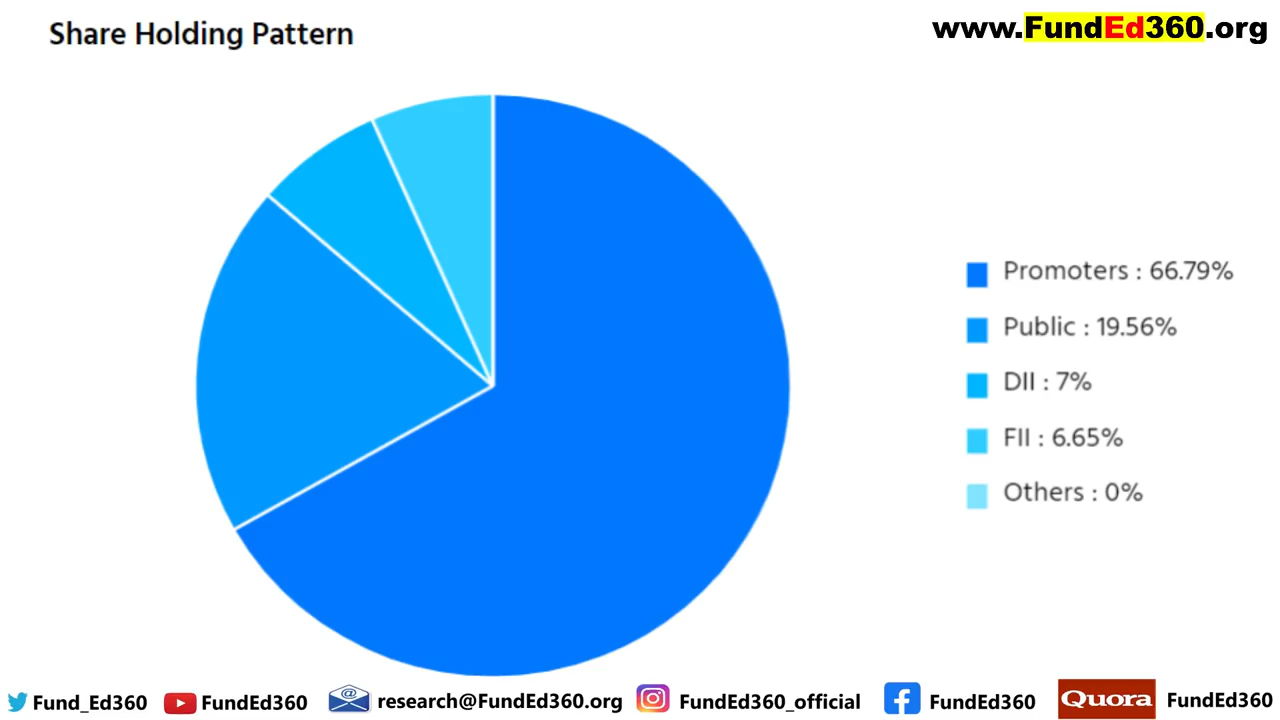 Share Holding Pattern
www.FundEd360.org
Promoters : 66.79%
Public : 19.56%
DII : 7%
FII : 6.65%
Others : 0%
Fund_Ed360
FundEd360
@
research@FundEd360.org
FundEd360_official
FundEd360
Quora
FundEd360